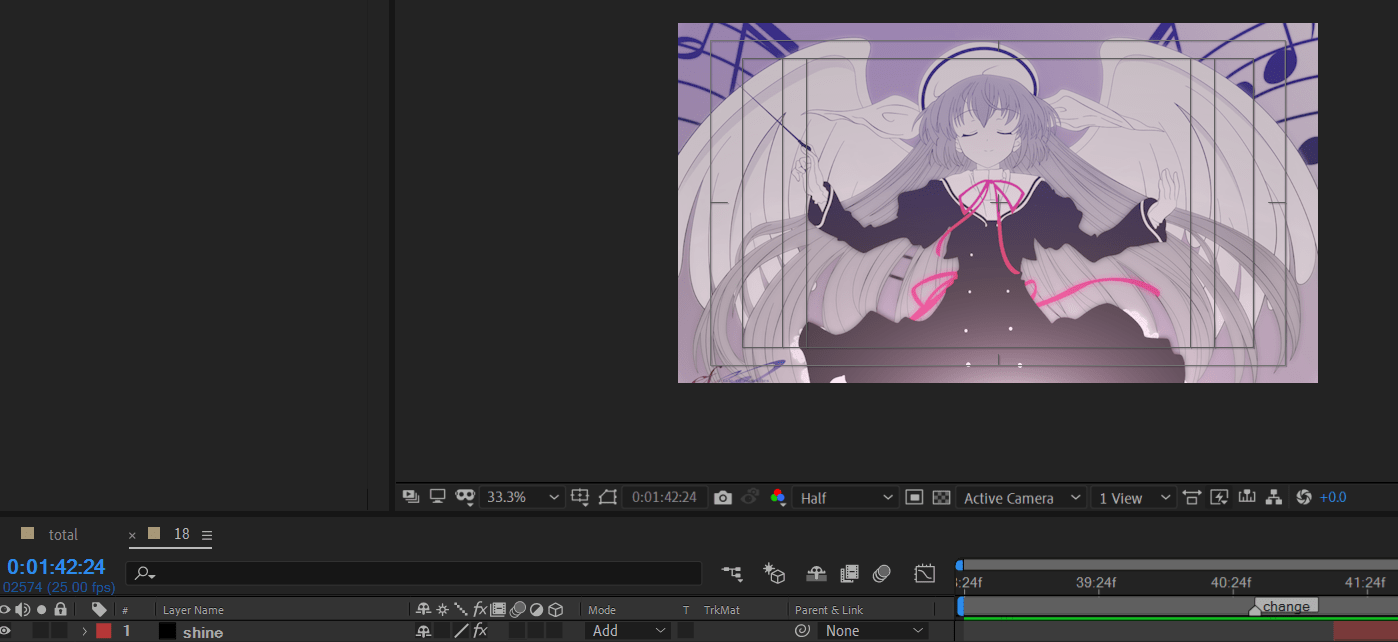 33.3%
0:01:42:24
Half
Active Camera
1 View
+0.0
total
× 18
0:01:42:24
02574 (25.00 fps)
:24f 39:24f 40:24f 41:24f
# Layer Name fx Mode T TrkMat Parent & Link
change
1 shine fx Add None